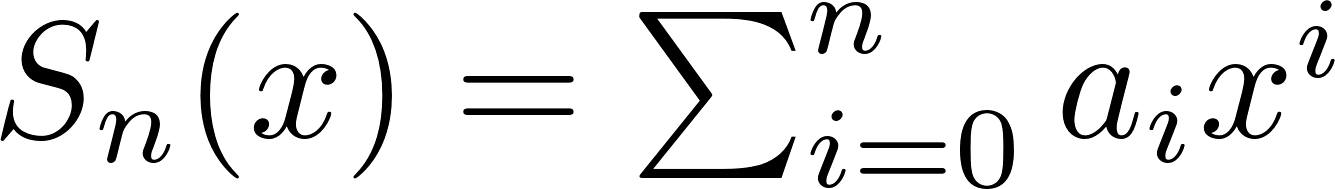 S_n(x) = \sum_{i=0}^{n} a_i x^i